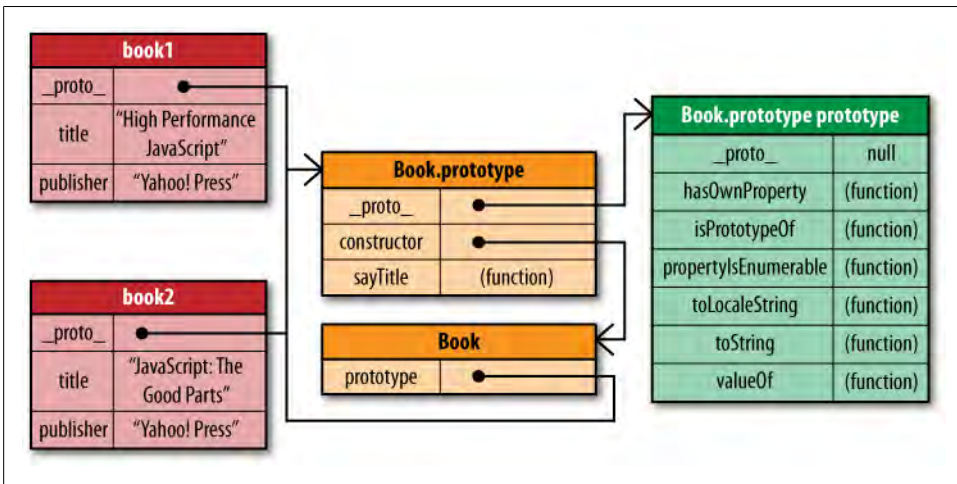 book1
_proto_
title
“High Performance
JavaScript”
publisher
“Yahoo! Press”
book2
_proto_
title
“JavaScript: The
Good Parts”
publisher
“Yahoo! Press”
Book.prototype
_proto_
constructor
sayTitle
(function)
Book
prototype
Book.prototype prototype
_proto_
null
hasOwnProperty
(function)
isPrototypeOf
(function)
propertyIsEnumerable
(function)
toLocaleString
(function)
toString
(function)
valueOf
(function)